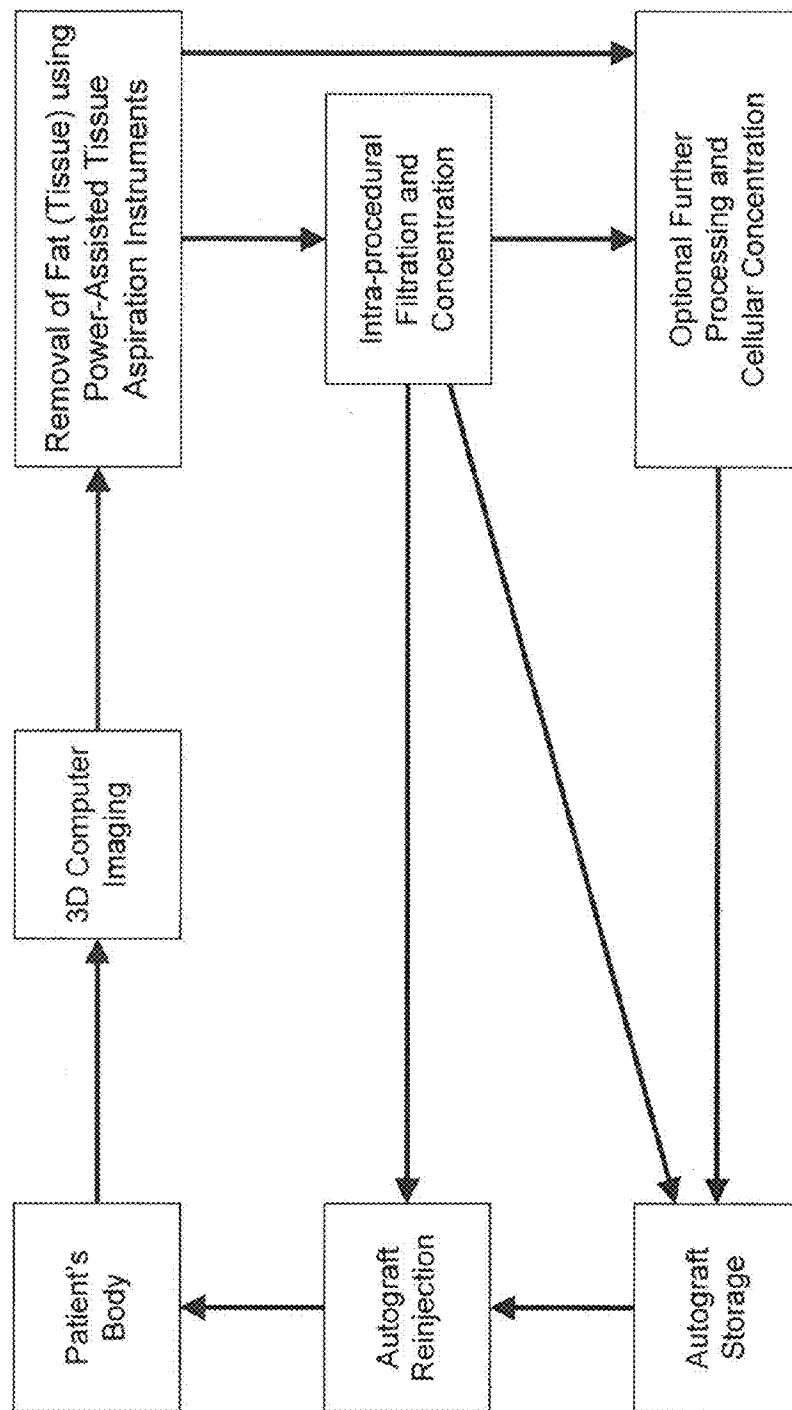 Patient's
Body
3D Computer
Imaging
Removal of Fat (Tissue) using
Power-Assisted Tissue
Aspiration Instruments
Autograft
Reinjection
Intra-procedural
Filtration and
Concentration
Autograft
Storage
Optional Further
Processing and
Cellular Concentration